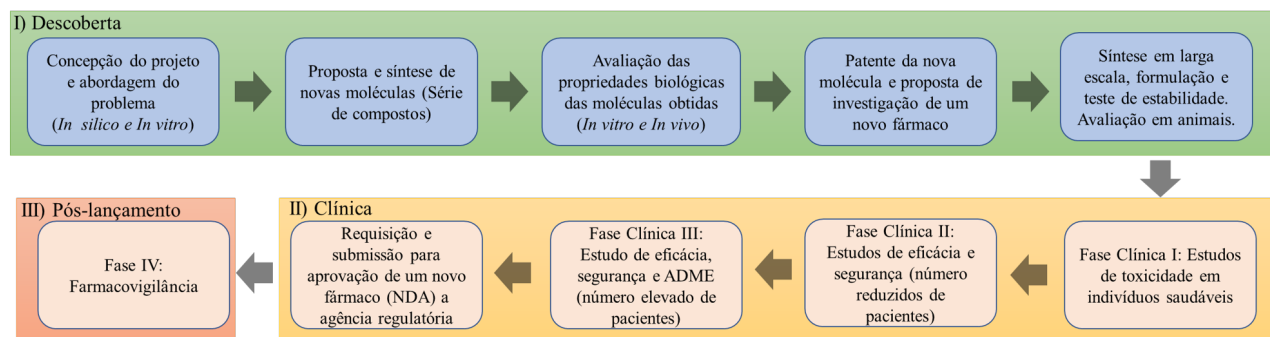 I) Descoberta
Concepção do projeto
e abordagem do
problema
(In silico e In vitro)
Proposta e síntese de
novas moléculas (Série
de compostos)
Avaliação das
propriedades biológicas
das moléculas obtidas
(In vitro e In vivo)
Patente da nova
molécula e proposta de
investigação de um
novo fármaco
Síntese em larga
escala, formulação e
teste de estabilidade.
Avaliação em animais.
II) Clínica
Fase Clínica I: Estudos
de toxicidade em
indivíduos saudáveis
Fase Clínica II:
Estudos de eficácia e
segurança (número
reduzidos de
pacientes)
Fase Clínica III:
Estudo de eficácia,
segurança e ADME
(número elevado de
pacientes)
Requisição e
submissão para
aprovação de um novo
fármaco (NDA) a
agência regulatória
III) Pós-lançamento
Fase IV:
Farmacovigilância